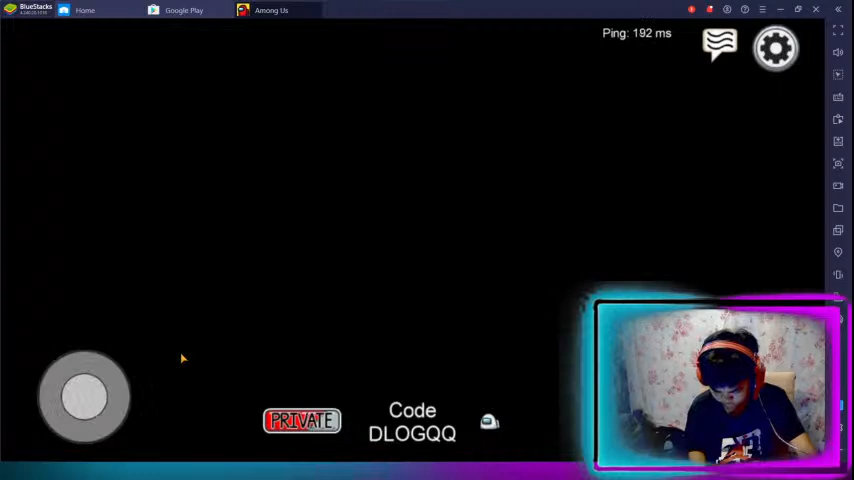 BlueStacks
Home
Google Play
Among Us
Ping: 192 ms
PRIVATE
Code
DLOGQQ